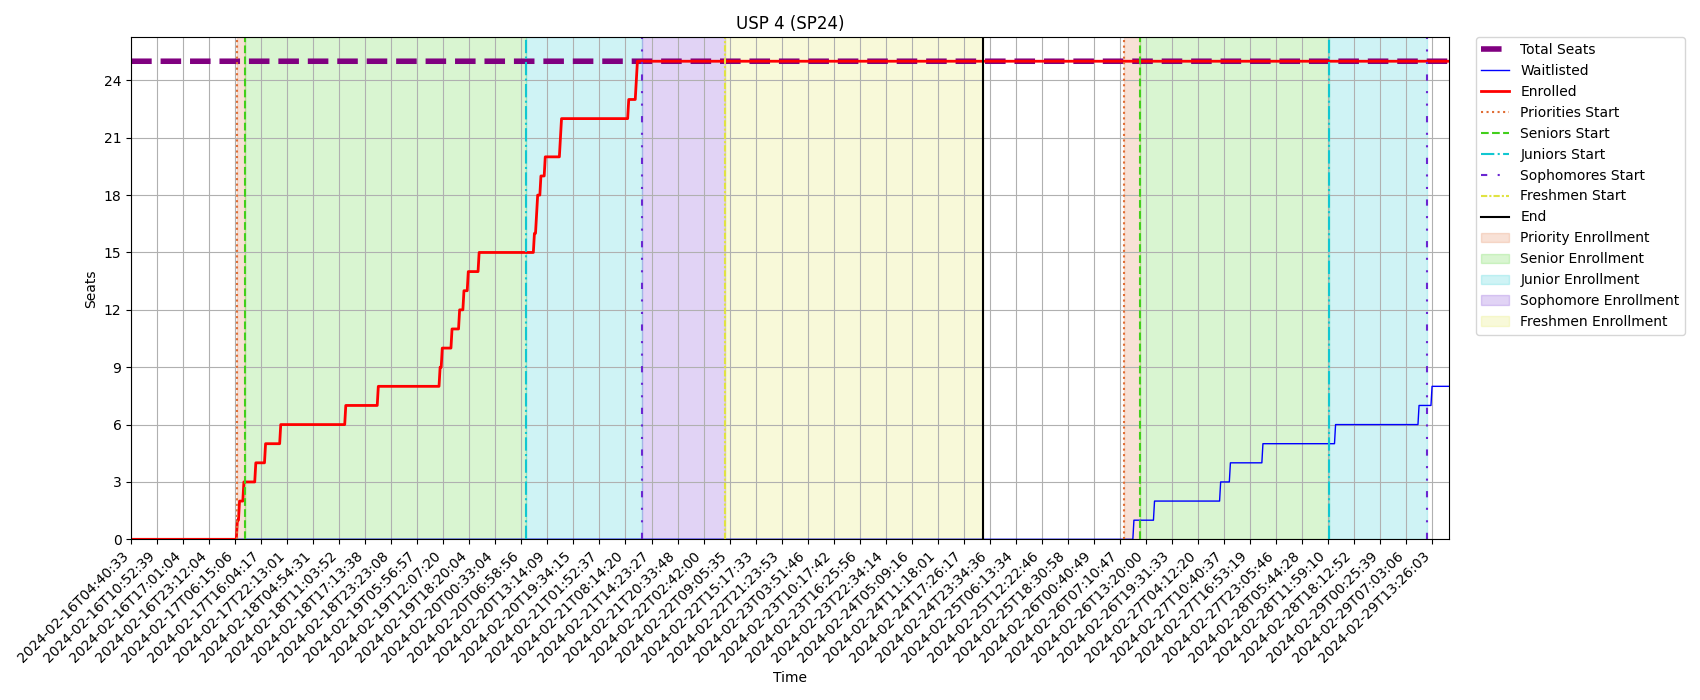 USP 4 (SP24)
Seats
24
21
18
15
12
9
6
3
0
2024-02-16T04:40:33
2024-02-16T10:52:39
2024-02-16T17:01:04
2024-02-16T23:12:04
2024-02-17T06:15:06
2024-02-17T16:04:17
2024-02-17T22:13:01
2024-02-18T04:54:31
2024-02-18T11:03:52
2024-02-18T17:13:38
2024-02-18T23:23:08
2024-02-19T05:56:57
2024-02-19T12:07:20
2024-02-19T18:20:04
2024-02-20T00:33:04
2024-02-20T06:58:56
2024-02-20T13:14:09
2024-02-20T19:34:15
2024-02-21T01:52:37
2024-02-21T08:14:20
2024-02-21T14:23:27
2024-02-21T20:33:48
2024-02-22T02:42:00
2024-02-22T09:05:35
2024-02-22T15:17:33
2024-02-22T21:23:53
2024-02-23T03:51:46
2024-02-23T10:17:42
2024-02-23T16:25:56
2024-02-23T22:34:14
2024-02-24T05:09:16
2024-02-24T11:18:01
2024-02-24T17:26:17
2024-02-24T23:34:36
2024-02-25T06:13:34
2024-02-25T12:22:46
2024-02-25T18:30:58
2024-02-26T00:40:49
2024-02-26T07:10:47
2024-02-26T13:20:00
2024-02-26T19:31:33
2024-02-27T04:12:20
2024-02-27T10:40:37
2024-02-27T16:53:19
2024-02-27T23:05:46
2024-02-28T05:44:28
2024-02-28T11:59:10
2024-02-28T18:12:52
2024-02-29T00:25:39
2024-02-29T07:03:06
2024-02-29T13:26:03
Time
Total Seats
Waitlisted
Enrolled
Priorities Start
Seniors Start
Juniors Start
Sophomores Start
Freshmen Start
End
Priority Enrollment
Senior Enrollment
Junior Enrollment
Sophomore Enrollment
Freshmen Enrollment